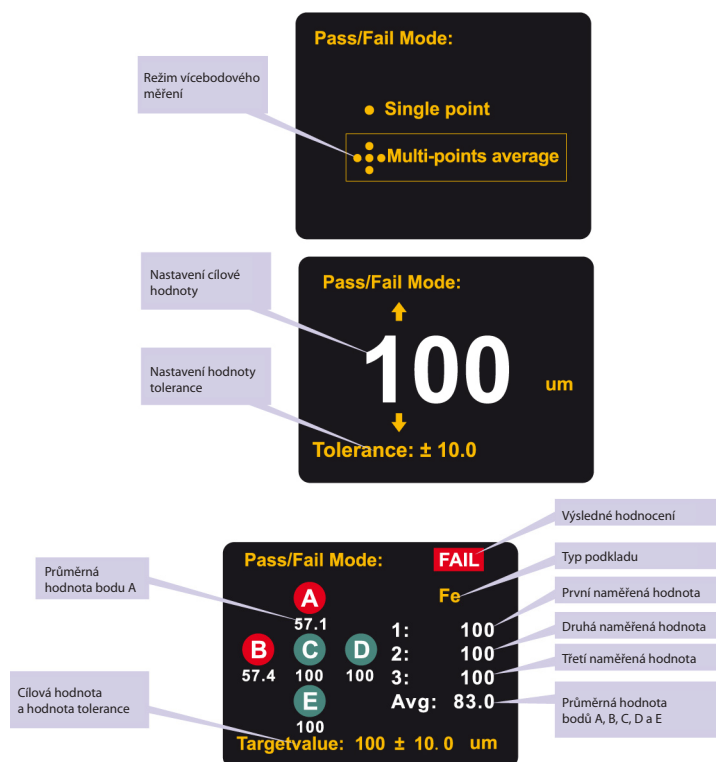 Pass/Fail Mode:
Režim vícebodového
měření
Single point
Multi-points average
Nastavení cílové
hodnoty
Pass/Fail Mode:
100
um
Nastavení hodnoty
tolerance
Tolerance: ± 10.0
Výsledné hodnocení
Pass/Fail Mode:
FAIL
Typ podkladu
Průměrná
hodnota bodu A
A
Fe
První naměřená hodnota
57.1
1: 100
Druhá naměřená hodnota
B
C
D
2: 100
Třetí naměřená hodnota
57.4
100
100
3: 100
Cílová hodnota
a hodnota tolerance
E
Avg: 83.0
Průměrná hodnota
bodů A, B, C, D a E
100
Targetvalue: 100 ± 10.0 um